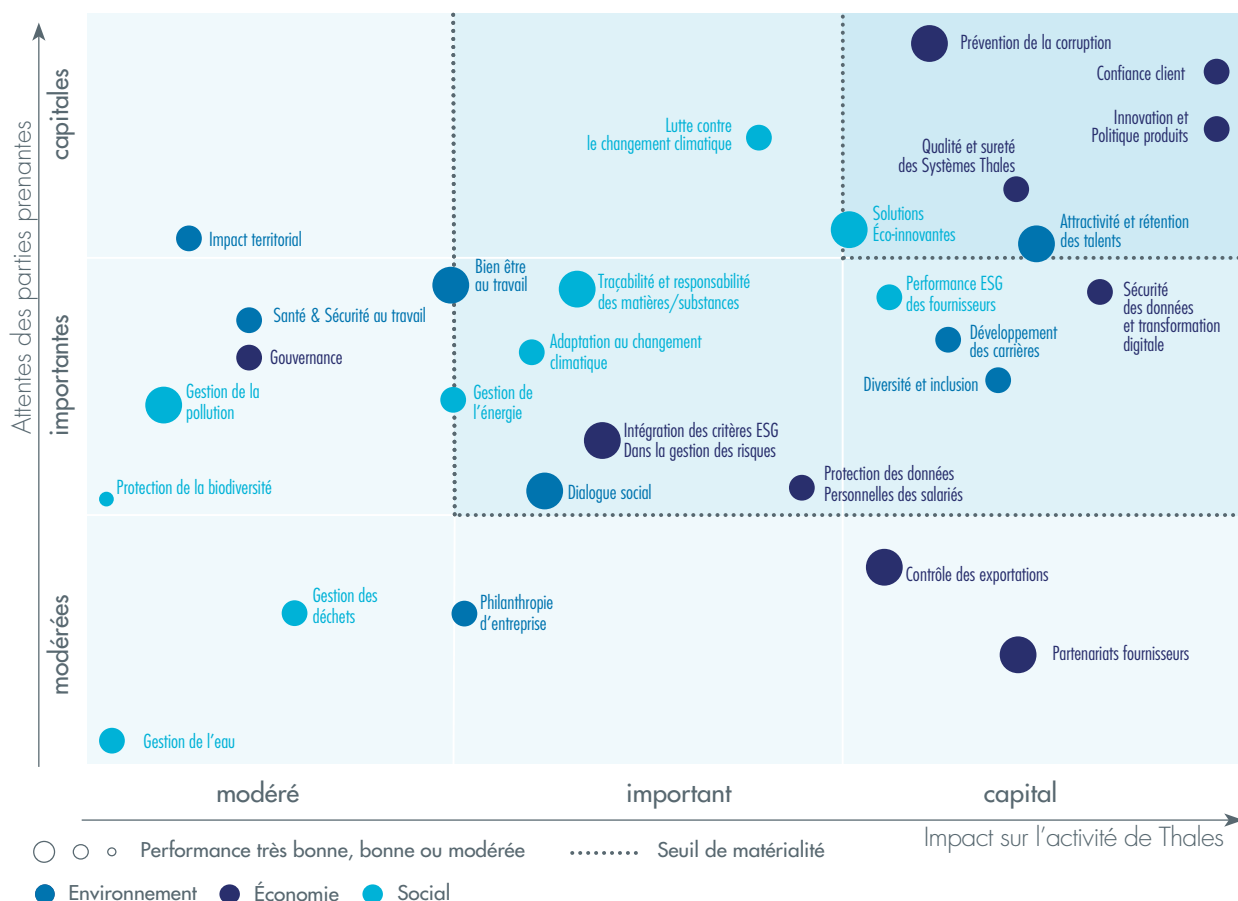 Attentes des parties prenantes
capitales
importantes
modérées
Prévention de la corruption
Confiance client
Innovation et
Politique produits
Lutte contre
le changement climatique
Qualité et sureté
des Systèmes Thales
Solutions
Éco-innovantes
Attractivité et rétention
des talents
Impact territorial
Bien être
au travail
Traçabilité et responsabilité
des matières/substances
Performance ESG
des fournisseurs
Sécurité
des données
et transformation
digitale
Santé & Sécurité au travail
Gouvernance
Adaptation au changement
climatique
Développement
des carrières
Diversité et inclusion
Gestion de la
pollution
Gestion de
l'énergie
Intégration des critères ESG
Dans la gestion des risques
Protection de la biodiversité
Dialogue social
Protection des données
Personnelles des salariés
Contrôle des exportations
Gestion des
déchets
Philanthropie
d'entreprise
Partenariats fournisseurs
Gestion de l'eau
modéré
important
capital
Impact sur l'activité de Thales
Performance très bonne, bonne ou modérée
Seuil de matérialité
Environnement
Économie
Social